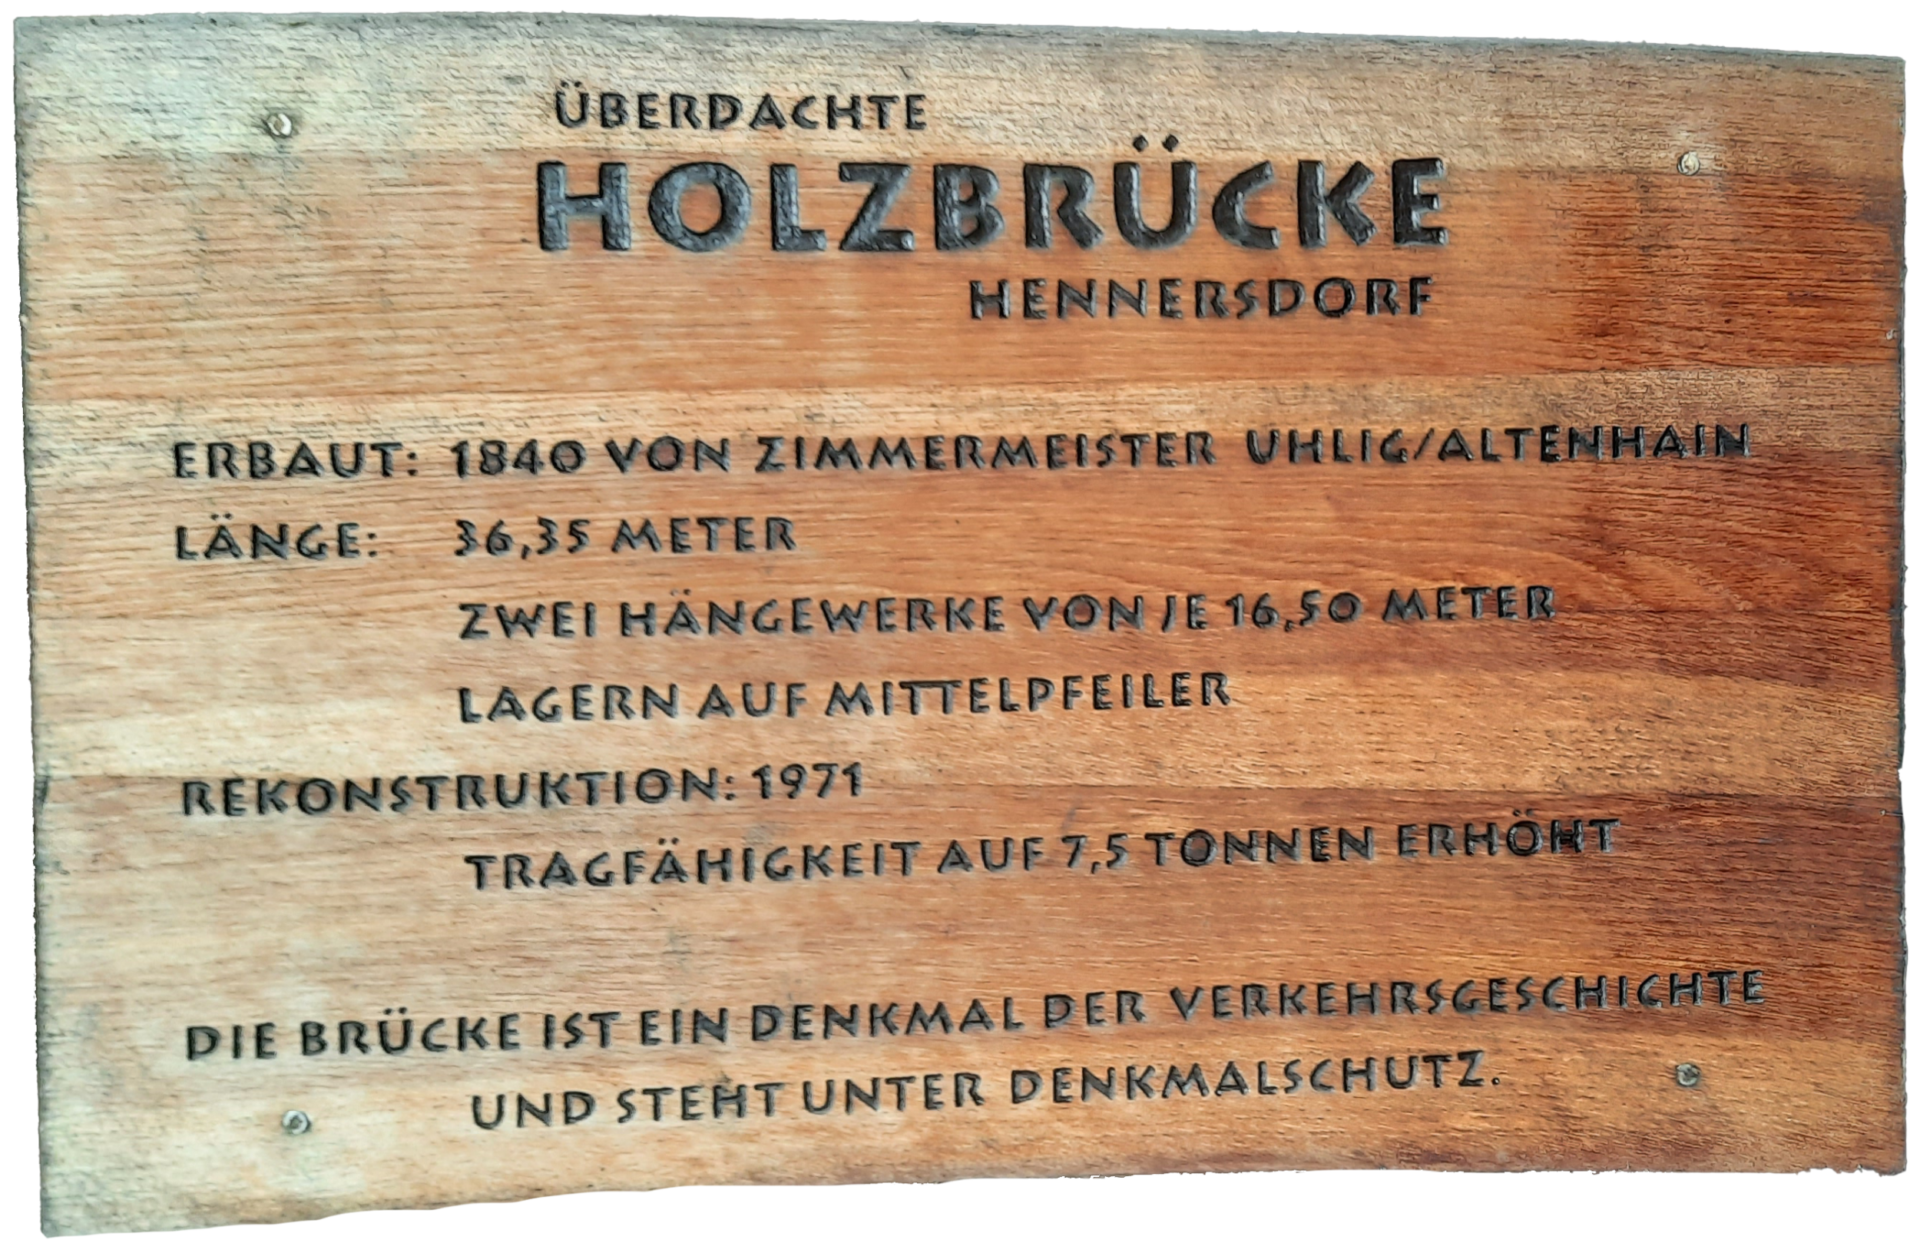 ÜBERDACHTE
HOLZBRÜCKE
HENNERSDORF
ERBAUT: 1840 VON ZIMMERMEISTER UHLIG/ALTENHAIN
LÄNGE: 36,35 METER
ZWEI HÄNGEWERKE VON JE 16,50 METER
LAGERN AUF MITTELPFEILER
REKONSTRUKTION: 1971
TRAGFÄHIGKEIT AUF 7,5 TONNEN ERHÖHT
DIE BRÜCKE IST EIN DENKMAL DER VERKEHRSGESCHICHTE
UND STEHT UNTER DENKMALSCHUTZ.